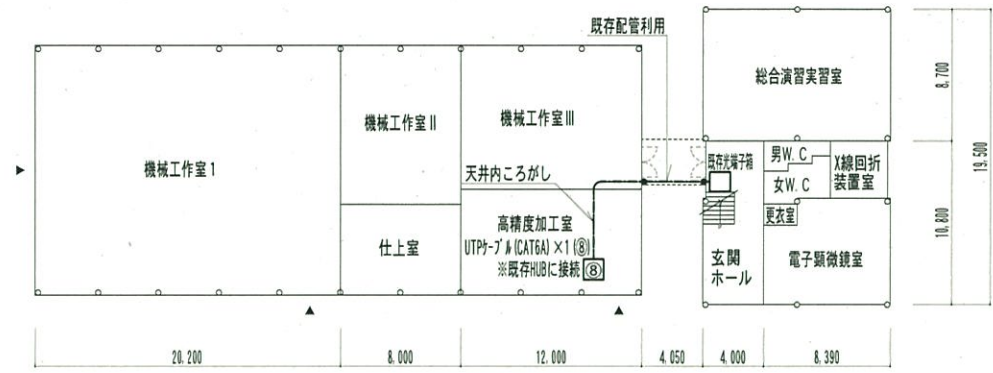 既存配管利用
総合演習実習室
8,700
19,500
機械工作室1
機械工作室Ⅱ
機械工作室Ⅲ
天井内ころがし
既存光端子箱
男W.C
女W.C
X線回折
装置室
更衣室
10,800
仕上室
高精度加工室
UTPケーブル(CAT6A)×1(⑧)
※既存HUBに接続
⑧
玄関
ホール
電子顕微鏡室
20,200
8,000
12,000
4,050
4,000
8,390